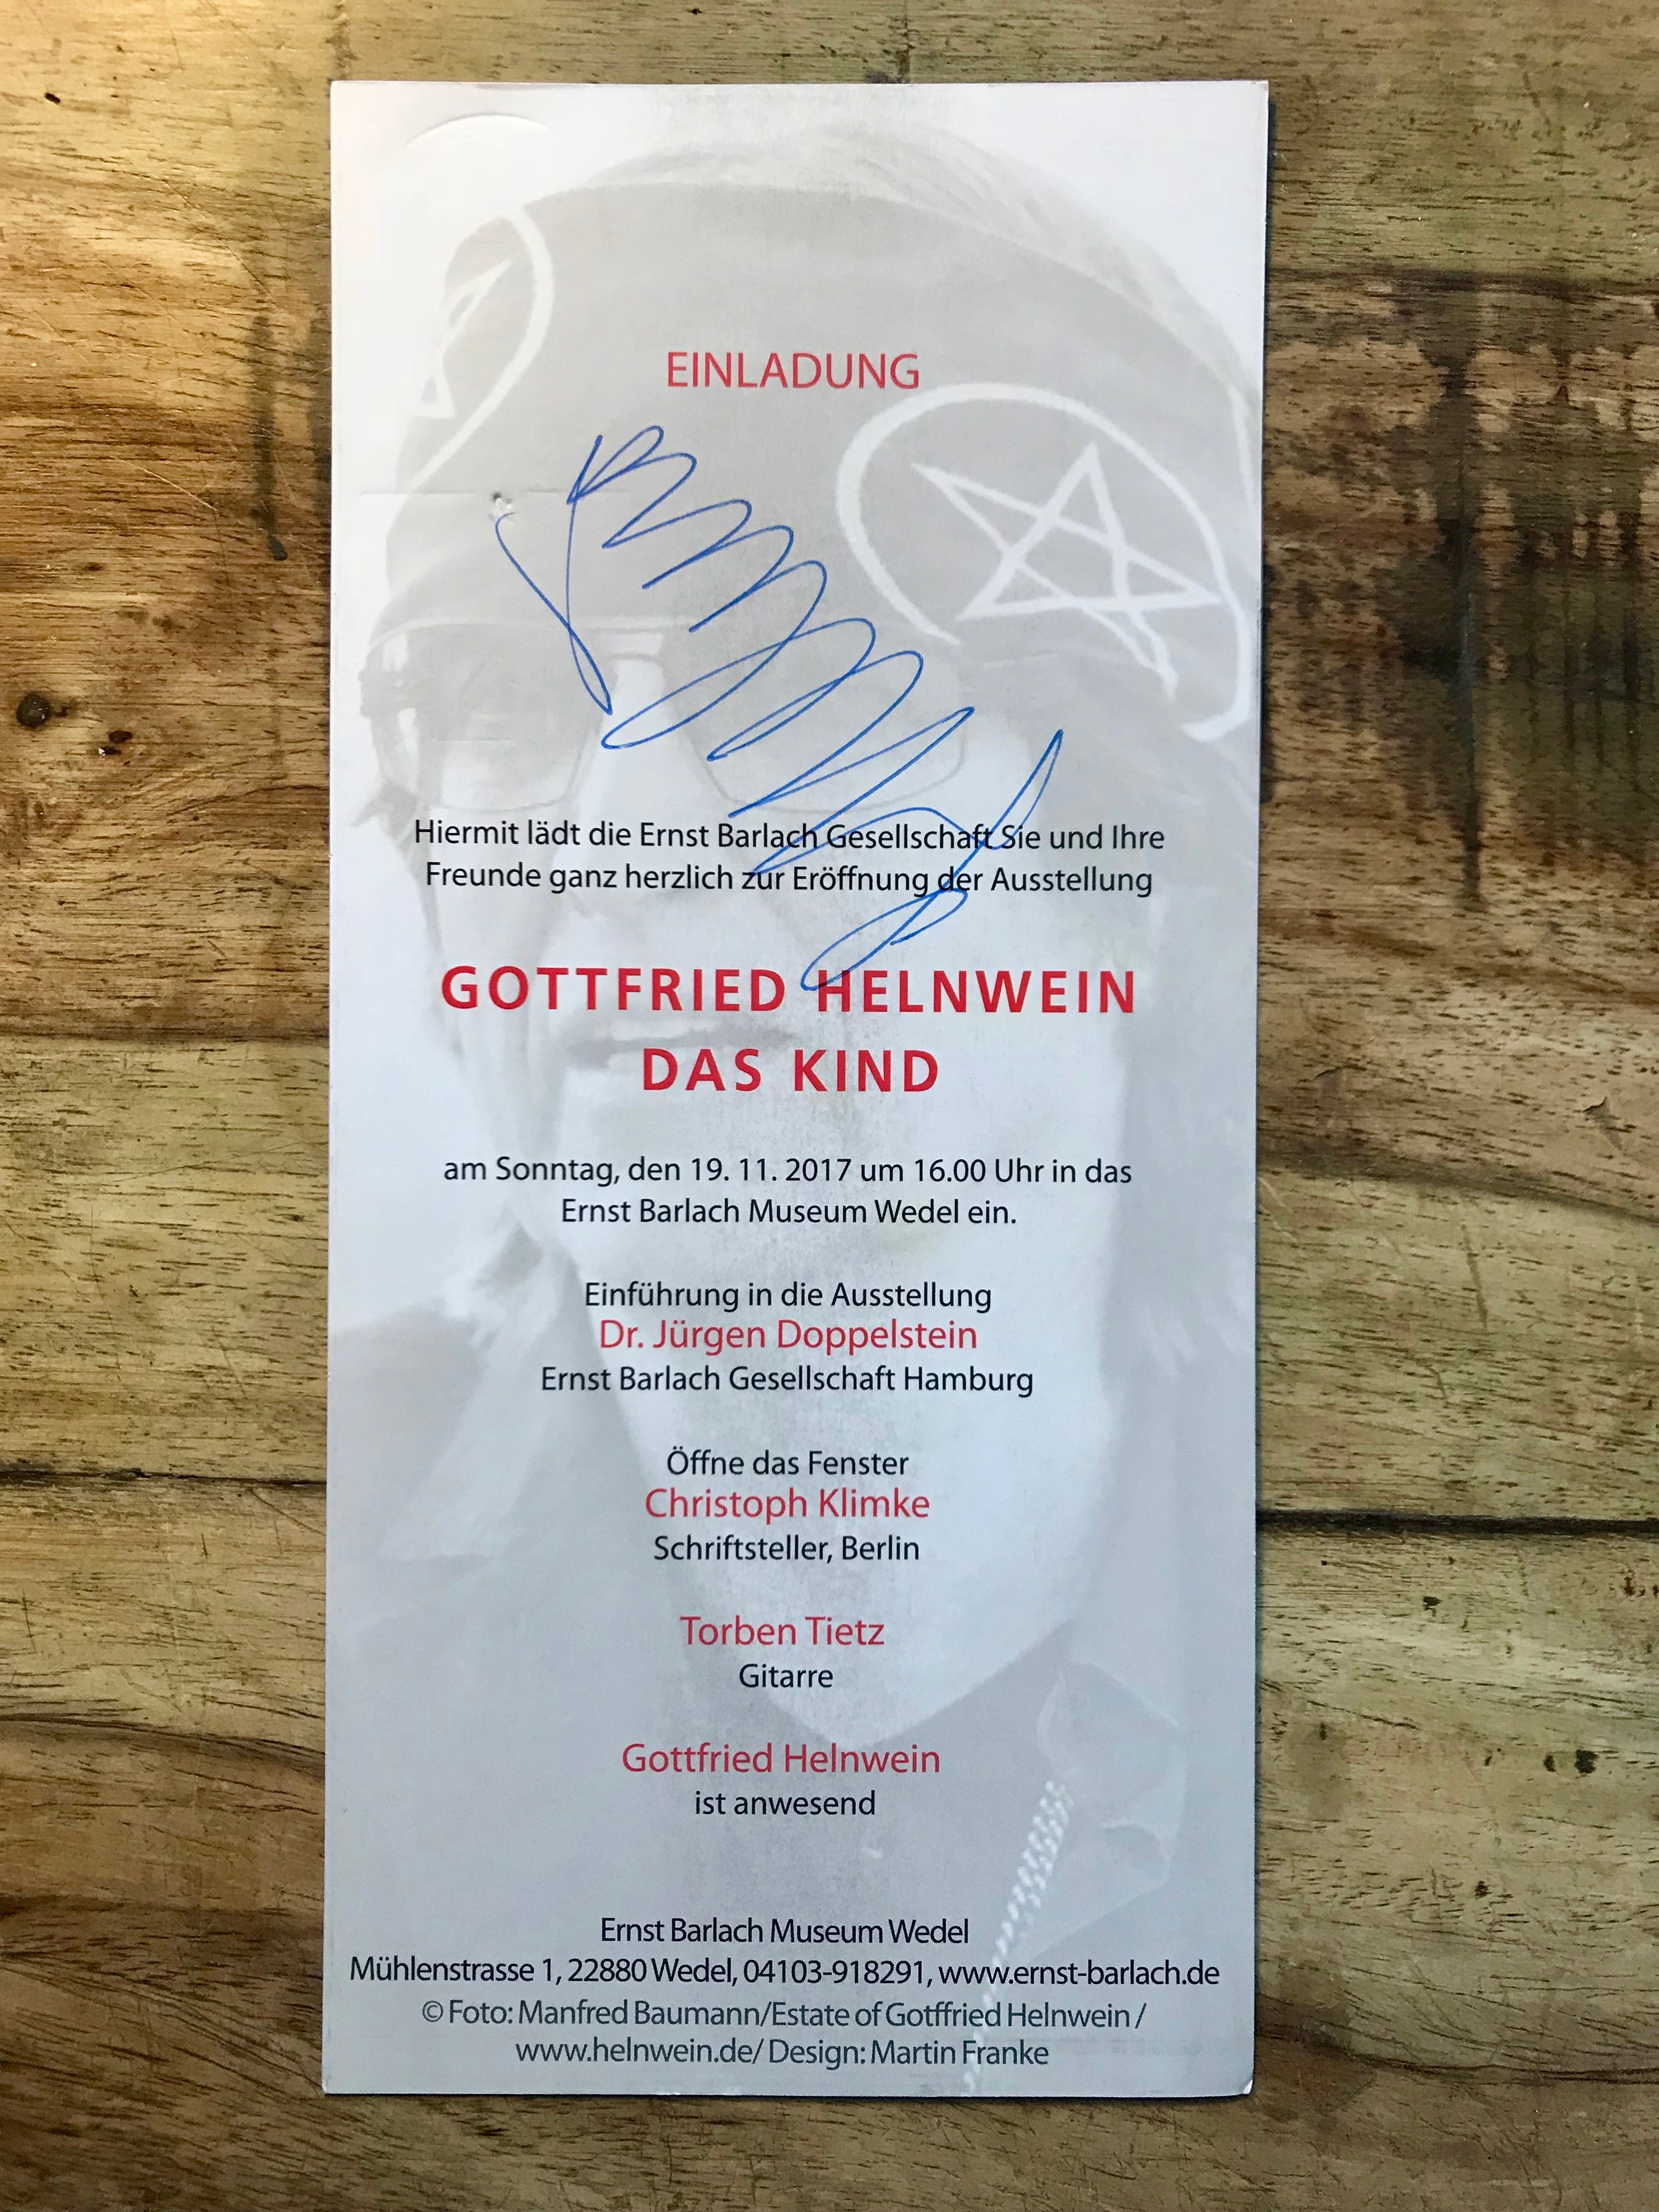 EINLADUNG
Hiermit lädt die Ernst Barlach Gesellschaft Sie und Ihre
Freunde ganz herzlich zur Eröffnung der Ausstellung
GOTTFRIED HELNWEIN
DAS KIND
am Sonntag, den 19. 11. 2017 um 16.00 Uhr in das
Ernst Barlach Museum Wedel ein.
Einführung in die Ausstellung
Dr. Jürgen Doppelstein
Ernst Barlach Gesellschaft Hamburg
Öffne das Fenster
Christoph Klimke
Schriftsteller, Berlin
Torben Tietz
Gitarre
Gottfried Helnwein
ist anwesend
Ernst Barlach Museum Wedel
Mühlenstrasse 1, 22880 Wedel, 04103-918291, www.ernst-barlach.de
© Foto: Manfred Baumann/Estate of Gotffried Helnwein /
www.helnwein.de/ Design: Martin Franke